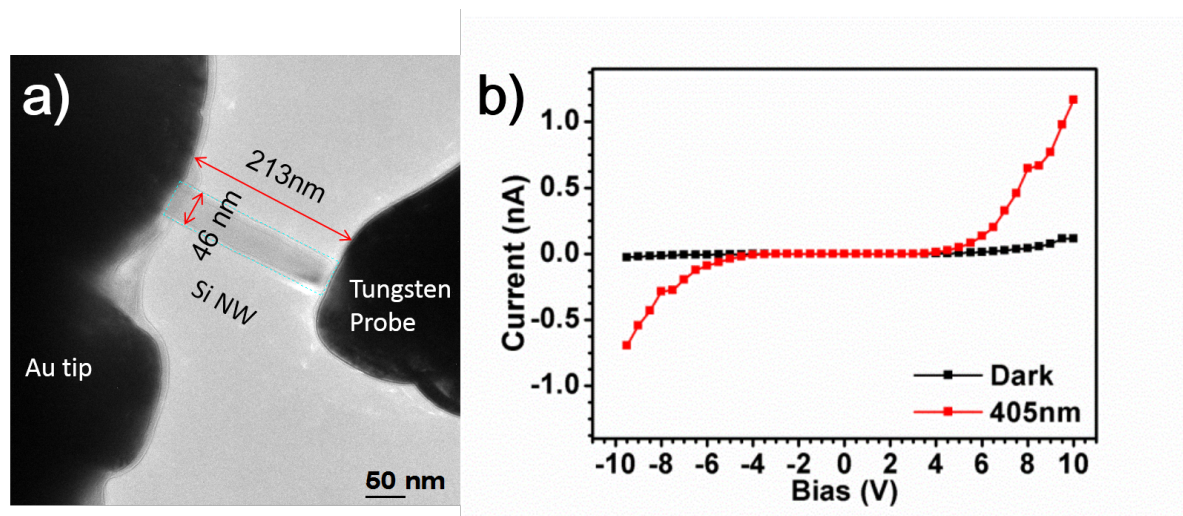 a)
213nm
46 nm
Si NW
Tungsten
Probe
Au tip
50 nm
b)
Current (nA)
1.0
0.5
0.0
-0.5
-1.0
Dark
405nm
-10 -8 -6 -4 -2 0 2 4 6 8 10
Bias (V)